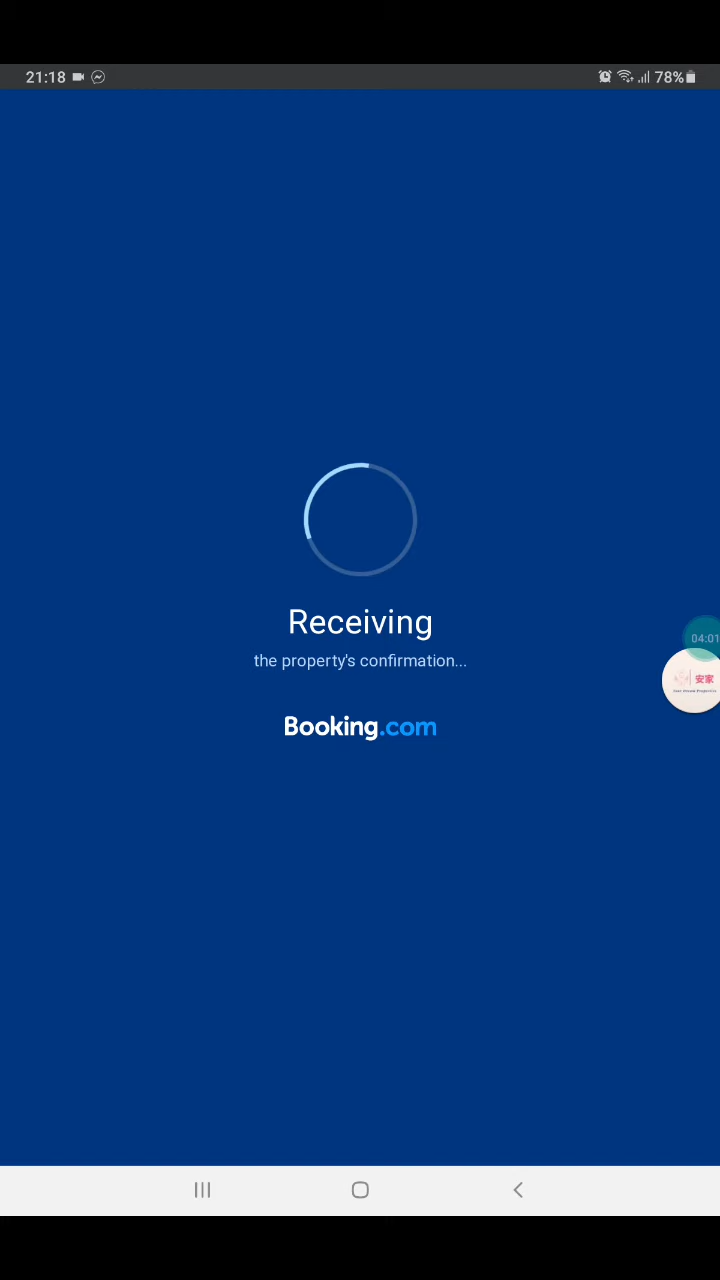 21:18 78%
Receiving
the property's confirmation...
04:01
安家
Booking.com